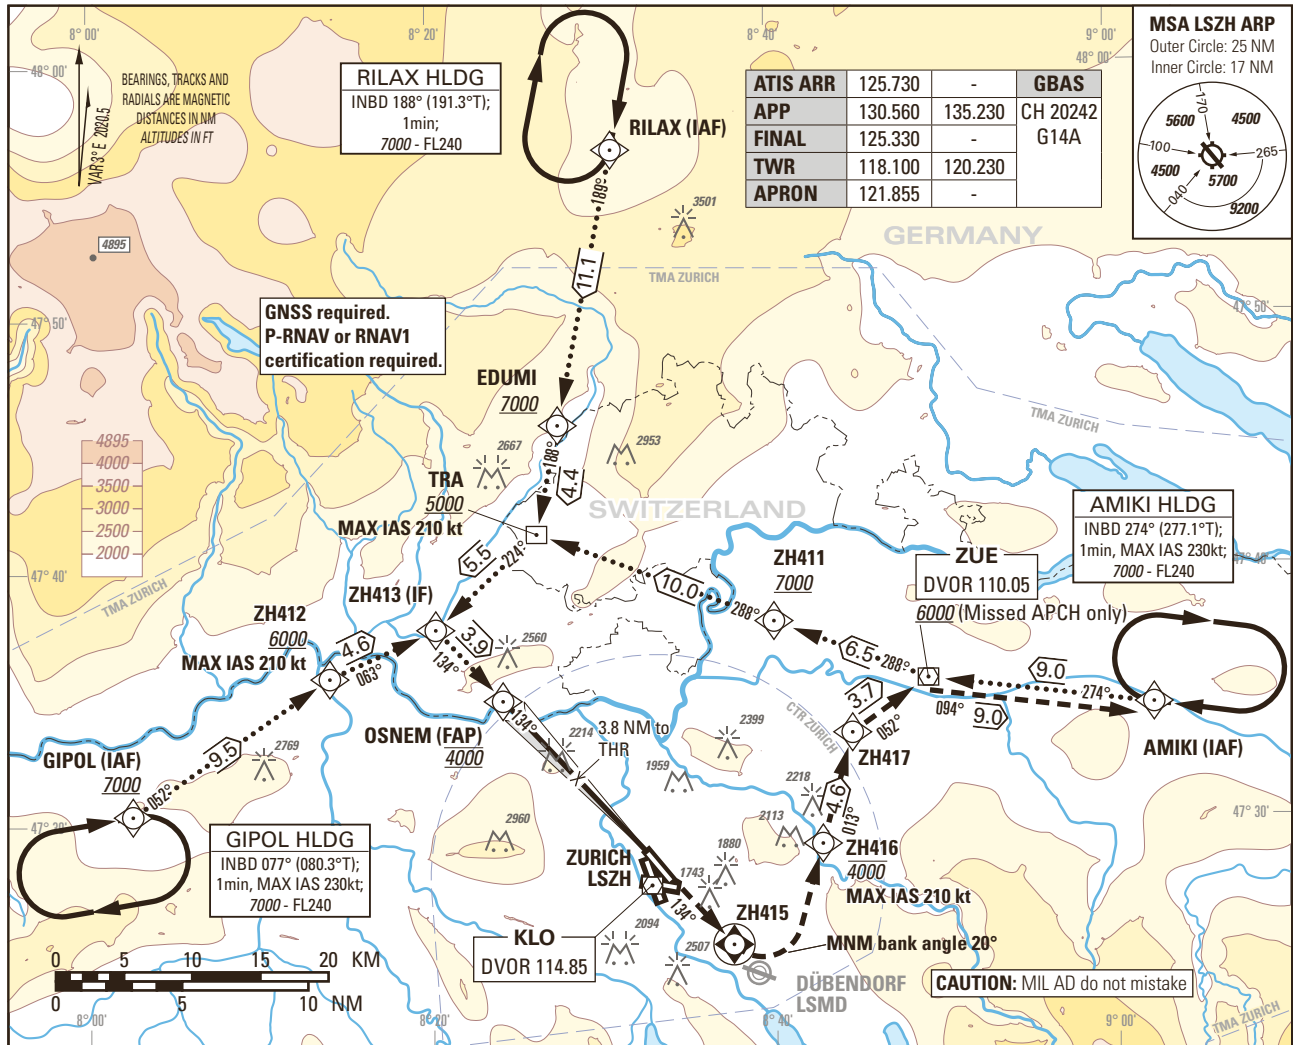 8° 00'
8° 20'
9° 00'
48° 00'
48° 00'
BEARINGS, TRACKS AND
RADIALS ARE MAGNETIC
DISTANCES IN NM
ALTITUDES IN FT
VAR 3° E 2020.5
RILAX HLDG
INBD 188° (191.3°T);
1min;
7000 - FL240
RILAX (IAF)
189°
11.1
ATIS ARR 125.730 - GBAS
APP 130.560 135.230 CH 20242
FINAL 125.330 - G14A
TWR 118.100 120.230
APRON 121.855 -
MSA LSZH ARP
Outer Circle: 25 NM
Inner Circle: 17 NM
170
5600
4500
100
265
4500
5700
040
9200
3501
GERMANY
TMA ZURICH
4895
GNSS required.
P-RNAV or RNAV1
certification required.
47° 50'
47° 50'
EDUMI
7000
TMA ZURICH
4895
4000
3500
3000
2500
2000
2667
2953
188°
4.4
TRA
5000
MAX IAS 210 kt
SWITZERLAND
AMIKI HLDG
INBD 274° (277.1°T);
1min, MAX IAS 230kt;
7000 - FL240
47° 40'
47° 40'
TMA ZURICH
5.5
224°
10.0
288°
ZH411
7000
ZUE
DVOR 110.05
6000 (Missed APCH only)
ZH413 (IF)
ZH412
6000
MAX IAS 210 kt
4.6
063°
3.9
134°
2560
6.5
288°
9.0
274°
094°
9.0
AMIKI (IAF)
3.7
052°
ZH417
CTR ZÜRICH
OSNEM (FAP)
4000
134°
2214
3.8 NM to
THR
2399
1959
2218
GIPOL (IAF)
7000
9.5
052°
2769
47° 30'
47° 30'
4.6
013°
2113
ZH416
4000
MAX IAS 210 kt
GIPOL HLDG
INBD 077° (080.3°T);
1min, MAX IAS 230kt;
7000 - FL240
2960
ZURICH
LSZH
1880
1743
134°
ZH415
MNM bank angle 20°
KLO
DVOR 114.85
2094
2507
DÜBENDORF
LSMD
CAUTION: MIL AD do not mistake
0 5 10 15 20 KM
0 5 10 NM
8° 00'
8° 20'
8° 40'
9° 00'
TMA ZURICH